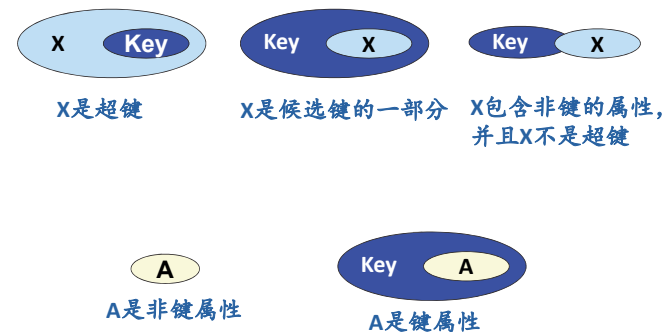 X Key
Key X
Key X
X是超键
X是候选键的一部分
X包含非键的属性，
并且X不是超键
A
Key A
A是非键属性
A是键属性